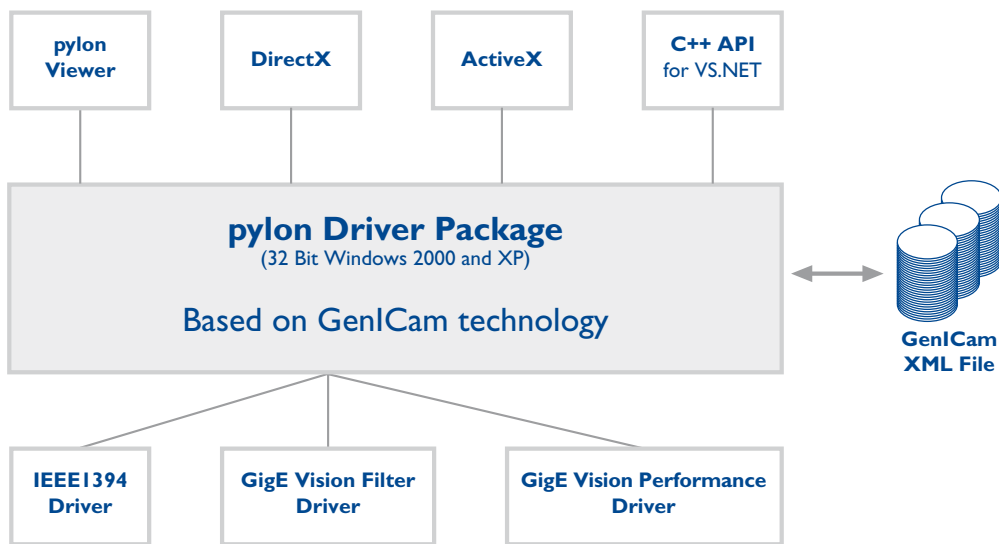 pylon
Viewer
DirectX
ActiveX
C++ API
for VS.NET
pylon Driver Package
(32 Bit Windows 2000 and XP)
Based on GenICam technology
GenICam
XML File
IEEE1394
Driver
GigE Vision Filter
Driver
GigE Vision Performance
Driver